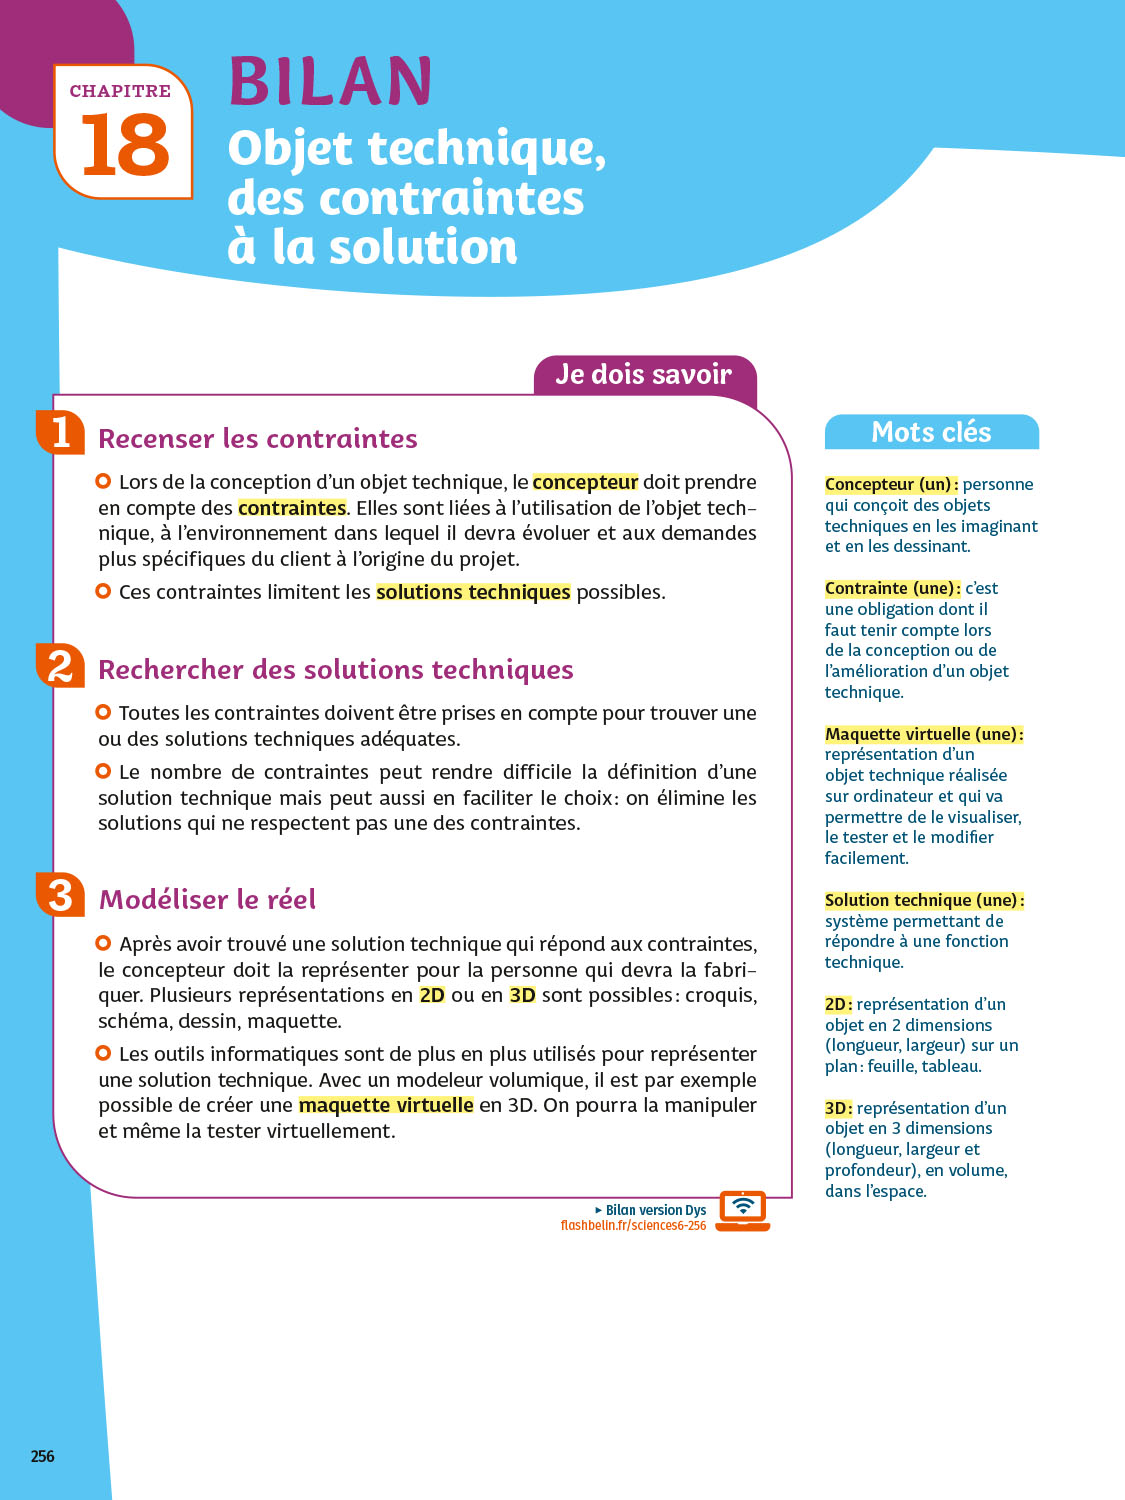 CHAPITRE
18
BILAN
Objet technique,
des contraintes
à la solution
Je dois savoir
1 Recenser les contraintes
Lors de la conception d'un objet technique, le concepteur doit prendre
en compte des contraintes. Elles sont liées à l'utilisation de l'objet tech-
nique, à l'environnement dans lequel il devra évoluer et aux demandes
plus spécifiques du client à l'origine du projet.
Ces contraintes limitent les solutions techniques possibles.
2 Rechercher des solutions techniques
Toutes les contraintes doivent être prises en compte pour trouver une
ou des solutions techniques adéquates.
Le nombre de contraintes peut rendre difficile la définition d'une
solution technique mais peut aussi en faciliter le choix : on élimine les
solutions qui ne respectent pas une des contraintes.
3 Modéliser le réel
Après avoir trouvé une solution technique qui répond aux contraintes,
le concepteur doit la représenter pour la personne qui devra la fabri-
quer. Plusieurs représentations en 2D ou en 3D sont possibles : croquis,
schéma, dessin, maquette.
Les outils informatiques sont de plus en plus utilisés pour représenter
une solution technique. Avec un modeleur volumique, il est par exemple
possible de créer une maquette virtuelle en 3D. On pourra la manipuler
et même la tester virtuellement.
▸ Bilan version Dys
flashbelin.fr/sciences6-256
Mots clés
Concepteur (un) : personne
qui conçoit des objets
techniques en les imaginant
et en les dessinant.
Contrainte (une) : c'est
une obligation dont il
faut tenir compte lors
de la conception ou de
l'amélioration d'un objet
technique.
Maquette virtuelle (une) :
représentation d'un
objet technique réalisée
sur ordinateur et qui va
permettre de le visualiser,
le tester et le modifier
facilement.
Solution technique (une) :
système permettant de
répondre à une fonction
technique.
2D : représentation d'un
objet en 2 dimensions
(longueur, largeur) sur un
plan : feuille, tableau.
3D : représentation d'un
objet en 3 dimensions
(longueur, largeur et
profondeur), en volume,
dans l'espace.
256